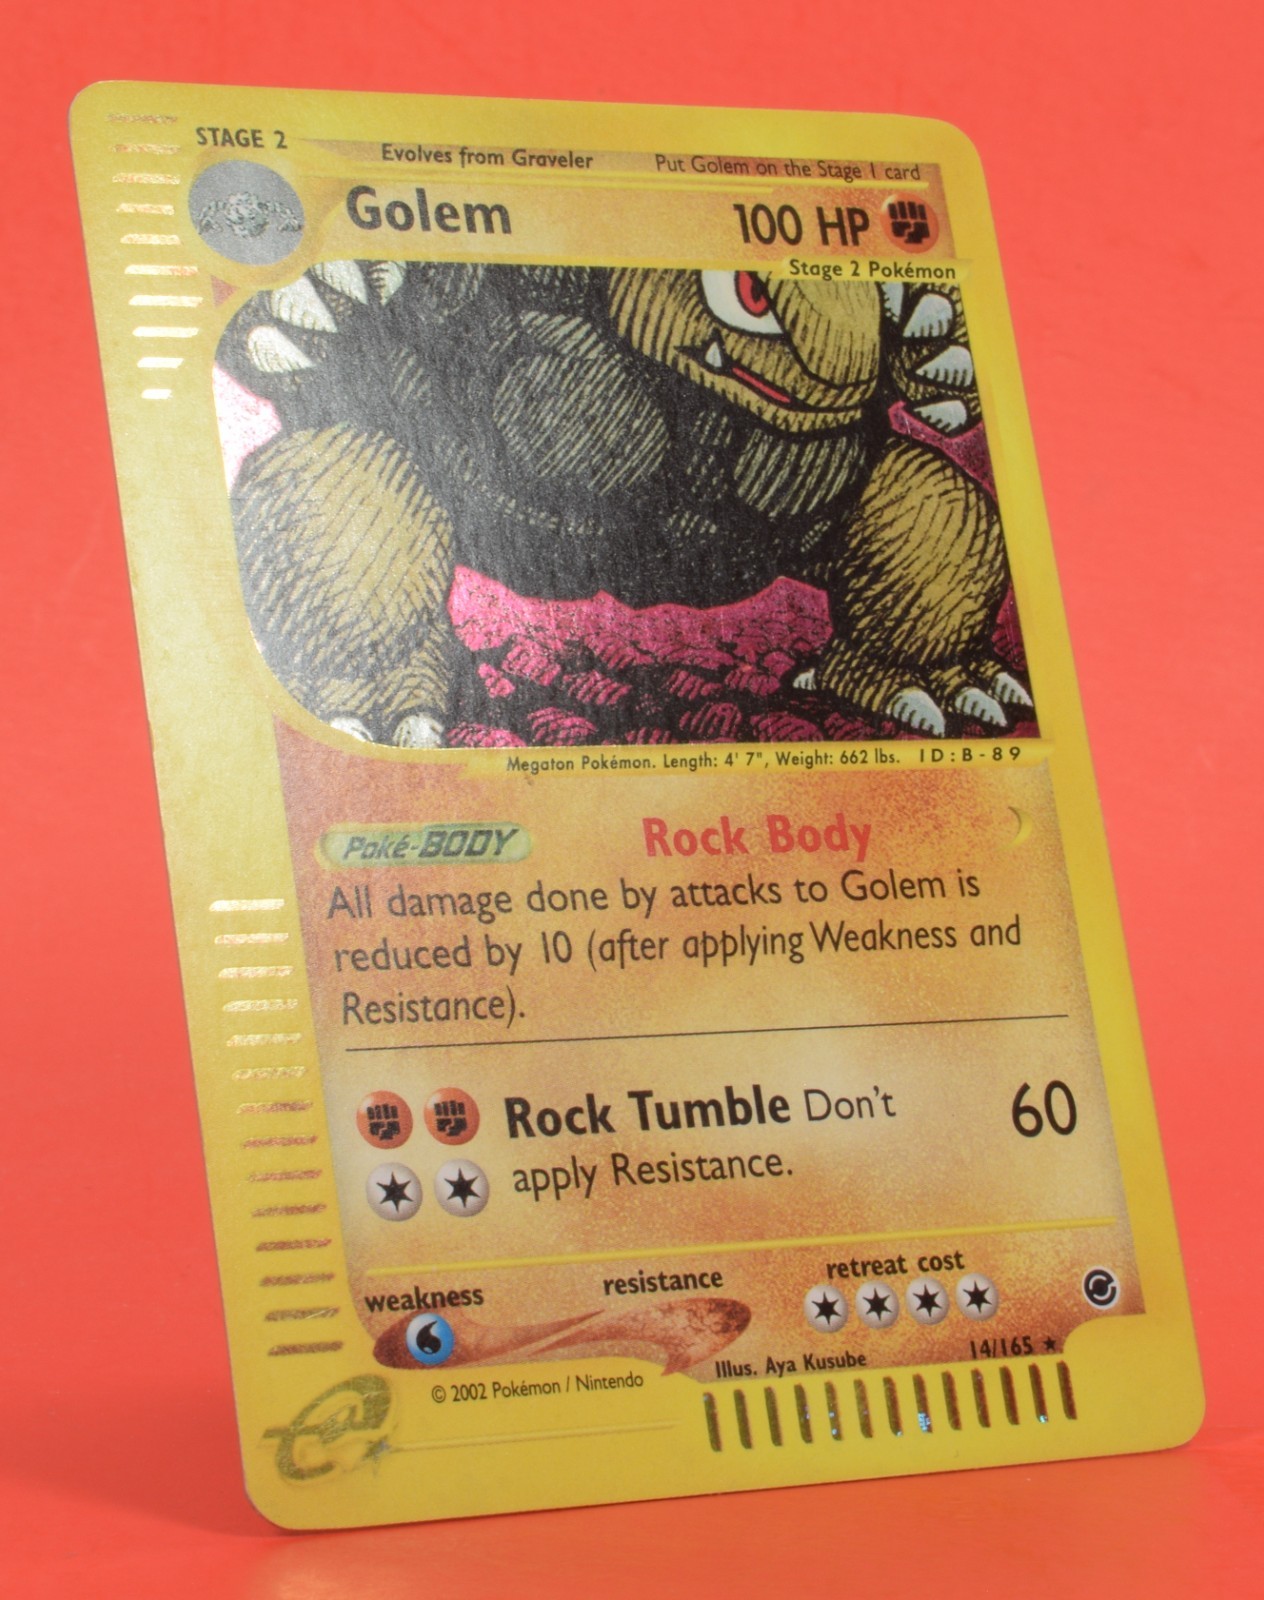 STAGE 2
Evolves from Graveler
Put Golem on the Stage 1 card
Golem
100 HP
Stage 2 Pokémon
Megaton Pokémon. Length: 4' 7", Weight: 662 lbs. ID:B-89
Poké-BODY
Rock Body
All damage done by attacks to Golem is
reduced by 10 (after applying Weakness and
Resistance).
Rock Tumble Don't
60
apply Resistance.
weakness
resistance
retreat cost
Illus. Aya Kusube
14/165 ★
© 2002 Pokémon / Nintendo
e